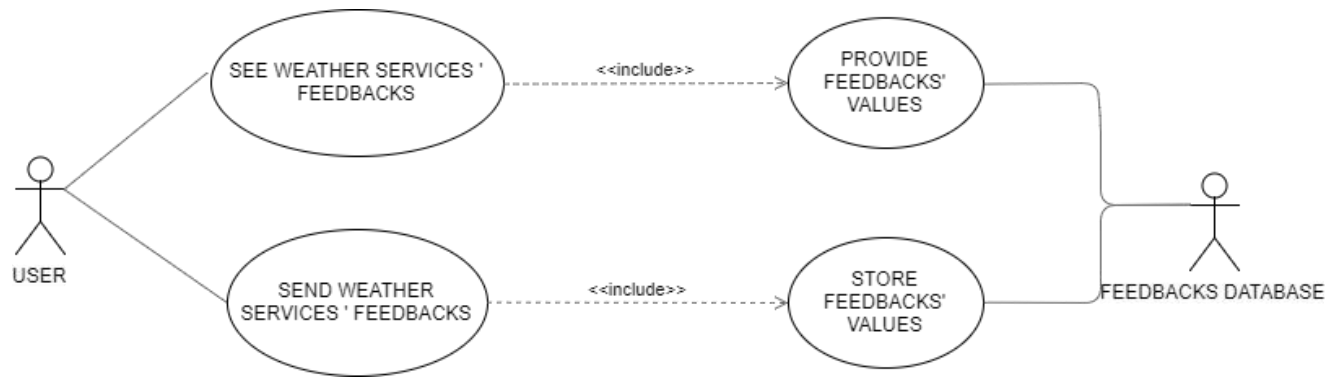 SEE WEATHER SERVICES '
FEEDBACKS
<<include>>
PROVIDE
FEEDBACKS'
VALUES
USER
SEND WEATHER
SERVICES ' FEEDBACKS
<<include>>
STORE
FEEDBACKS'
VALUES
FEEDBACKS DATABASE